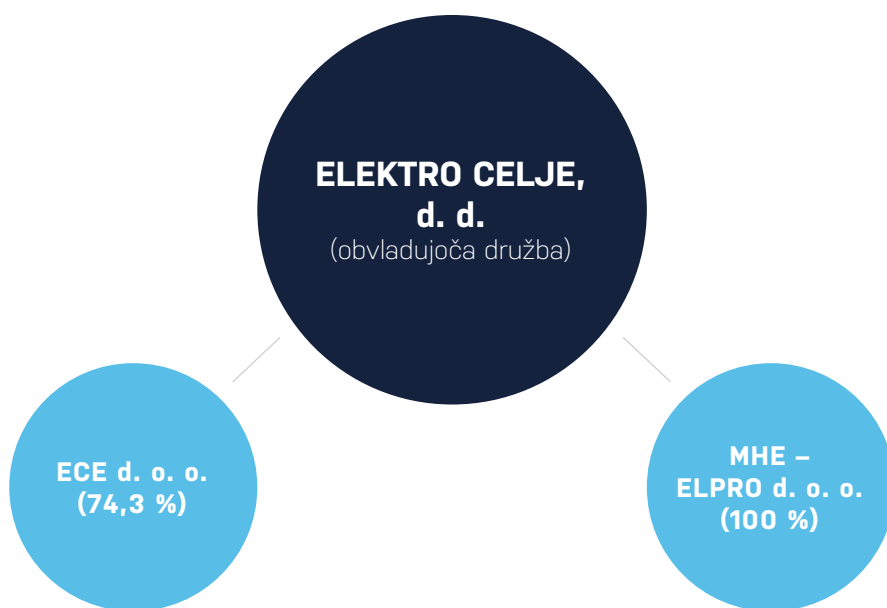 ELEKTRO CELJE,
d. d.
(obvladujoča družba)
ECE d. o. o.
(74,3 %)
MHE –
ELPRO d. o. o.
(100 %)